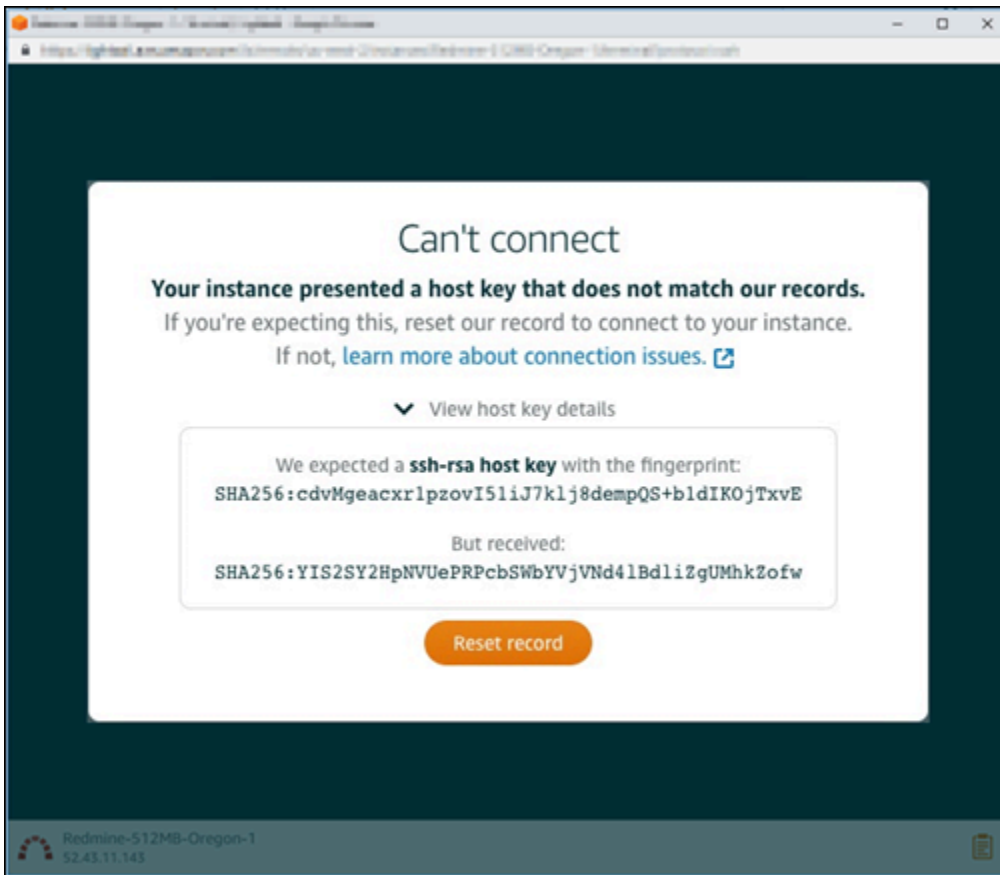 Can't connect
Your instance presented a host key that does not match our records.
If you're expecting this, reset our record to connect to your instance.
If not, learn more about connection issues.
View host key details
We expected a ssh-rsa host key with the fingerprint:
SHA256:cdvMgeacxrlpzovI51iJ7klj8dempQS+bldIKOjTxvE
But received:
SHA256:YIS2SY2HpNVUePRPcbSWbYVjVNd4lBdliZgUMhkZofw
Reset record
Redmine-512MB-Oregon-1
52.43.11.143